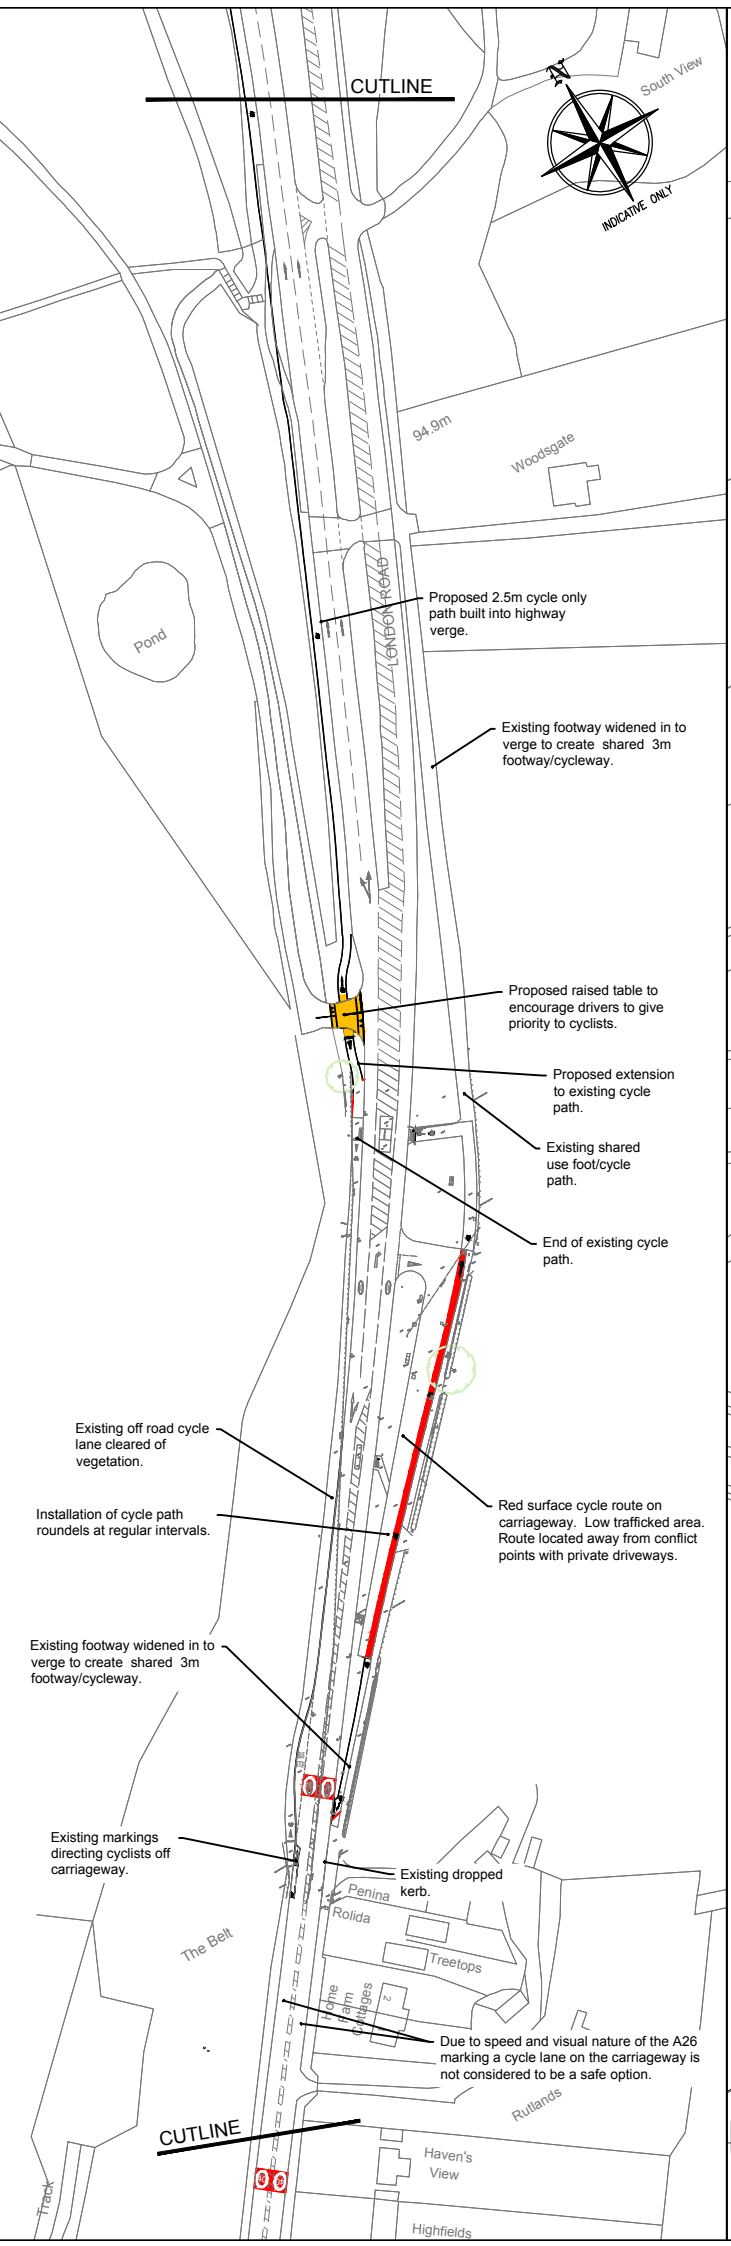 CUTLINE
N
South View
INDICATIVE ONLY
94.9m
Woodsgate
LONDON ROAD
Proposed 2.5m cycle only
path built into highway
verge.
Pond
Existing footway widened in to
verge to create shared 3m
footway/cycleway.
Proposed raised table to
encourage drivers to give
priority to cyclists.
Proposed extension
to existing cycle
path.
Existing shared
use foot/cycle
path.
End of existing cycle
path.
Existing off road cycle
lane cleared of
vegetation.
Installation of cycle path
roundels at regular intervals.
Red surface cycle route on
carriageway. Low trafficked area.
Route located away from conflict
points with private driveways.
Existing footway widened in to
verge to create shared 3m
footway/cycleway.
Existing markings
directing cyclists off
carriageway.
Existing dropped
kerb.
Penina
Rolida
The Belt
Treetops
Home
Farm
Cottages
2
Due to speed and visual nature of the A26
marking a cycle lane on the carriageway is
not considered to be a safe option.
Rutlands
CUTLINE
Haven's
View
Track
Highfields